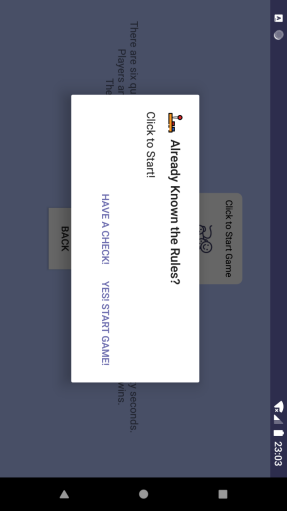 23:03
There are six qu
y seconds.
Players ar
wins.
The
Click to Start Game
Already Known the Rules?
Click to Start!
HAVE A CHECK!
YES! START GAME!
BACK